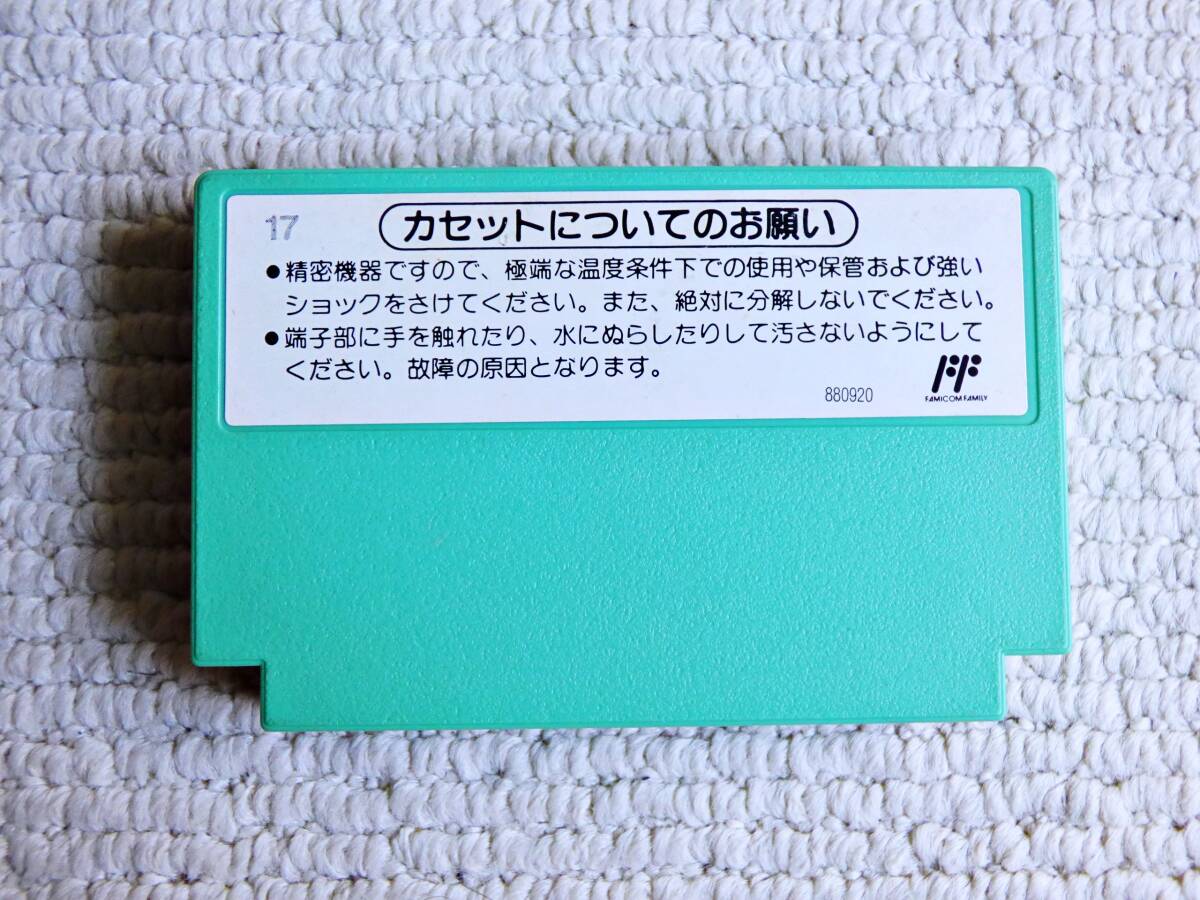 17
カセットについてのお願い
●精密機器ですので、極端な温度条件下での使用や保管および強い
ショックをさけてください。また、絶対に分解しないでください。
●端子部に手を触れたり、水にぬらしたりして汚さないようにして
ください。故障の原因となります。
880920
FAMICOM FAMILY